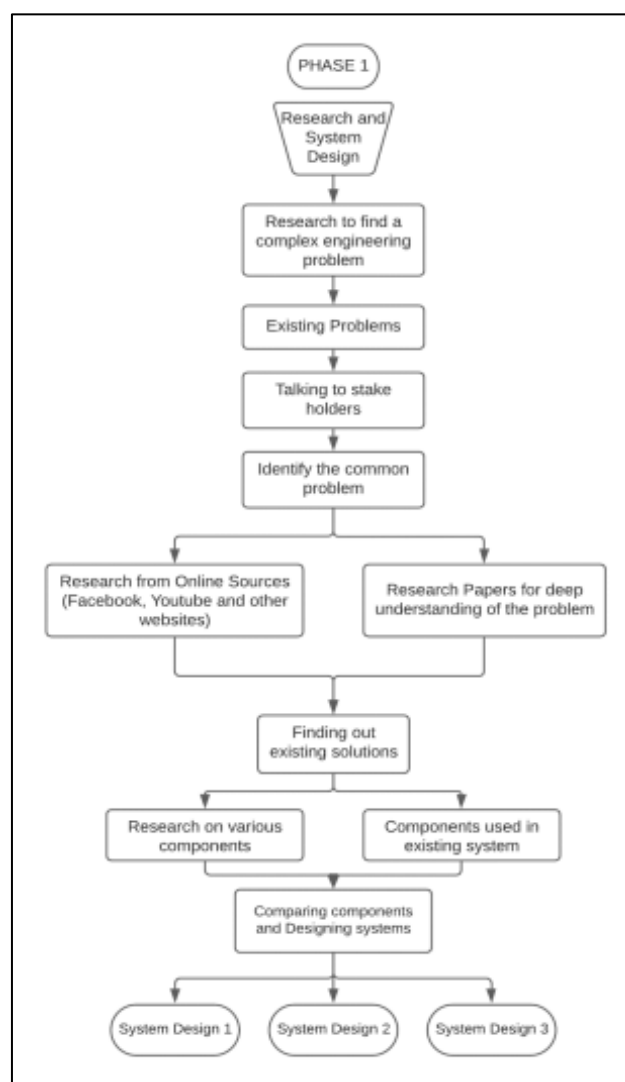 PHASE 1
Research and
System
Design
Research to find a
complex engineering
problem
Existing Problems
Talking to stake
holders
Identify the common
problem
Research from Online Sources
(Facebook, Youtube and other
websites)
Research Papers for deep
understanding of the problem
Finding out
existing solutions
Research on various
components
Components used in
existing system
Comparing components
and Designing systems
System Design 1
System Design 2
System Design 3